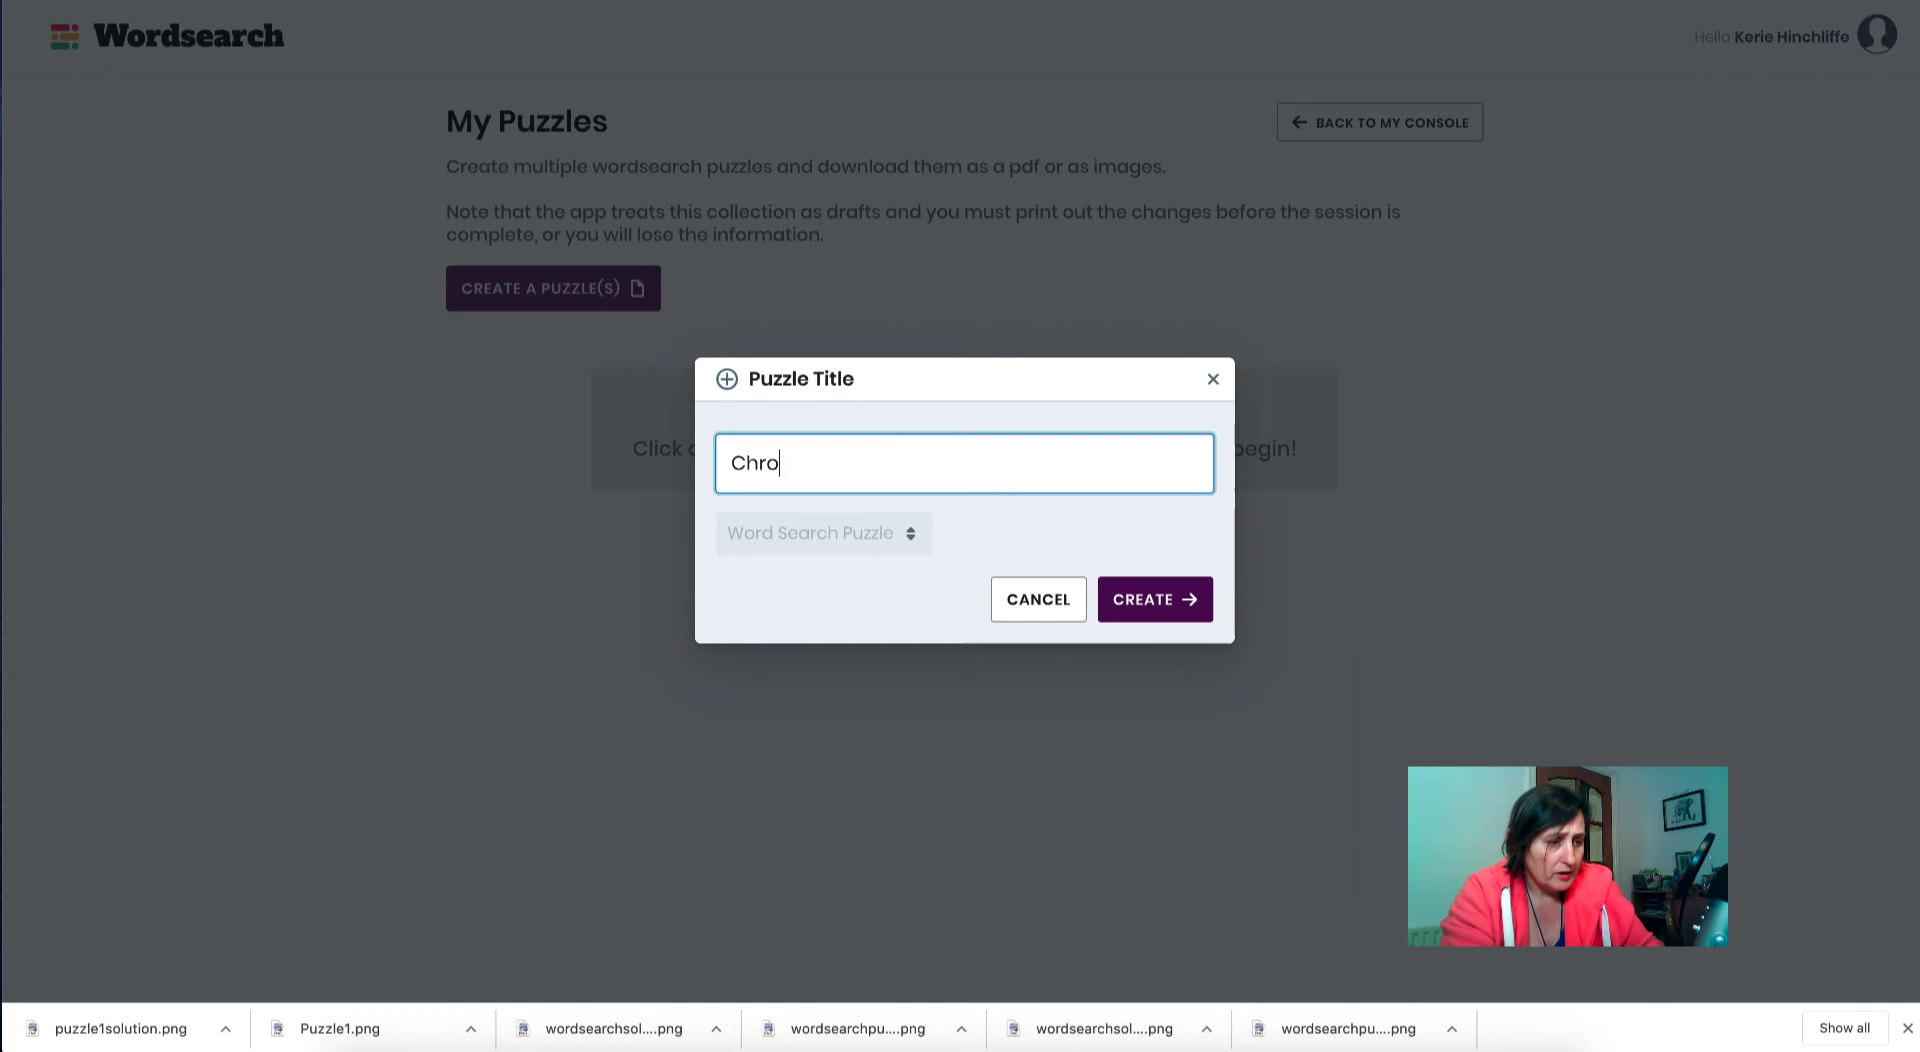 Wordsearch
Hello Kerie Hinchliffe
My Puzzles
BACK TO MY CONSOLE
Create multiple wordsearch puzzles and download them as a pdf or as images.
Note that the app treats this collection as drafts and you must print out the changes before the session is
complete, or you will lose the information.
CREATE A PUZZLE(S)
Puzzle Title
Click
begin!
Chro
Word Search Puzzle
CANCEL
CREATE
puzzle1solution.png
Puzzle1.png
wordsearchsol....png
wordsearchpu....png
wordsearchsol....png
wordsearchpu....png
Show all